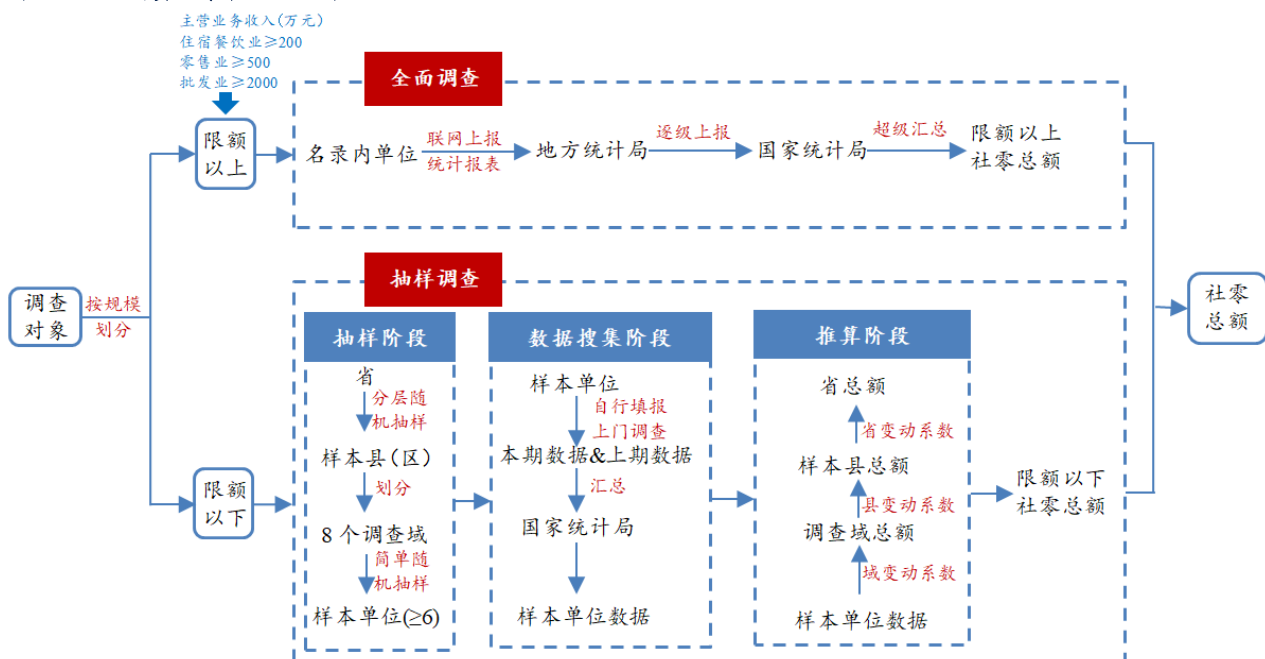 主营业务收入(万元)
住宿餐饮业≥200
零售业≥500
批发业≥2000
全面调查
限额
以上
名录内单位
联网上报
统计报表
地方统计局
逐级上报
国家统计局
超级汇总
限额以上
社零总额
调查
对象
按规模
划分
抽样调查
抽样阶段
省
分层随
机抽样
样本县(区)
划分
8个调查域
简单随
机抽样
样本单位(≥6)
数据搜集阶段
样本单位
自行填报
上门调查
本期数据&上期数据
汇总
国家统计局
样本单位数据
推算阶段
省总额
省变动系数
样本县总额
县变动系数
调查域总额
域变动系数
样本单位数据
限额
以下
限额以下
社零总额
社零
总额